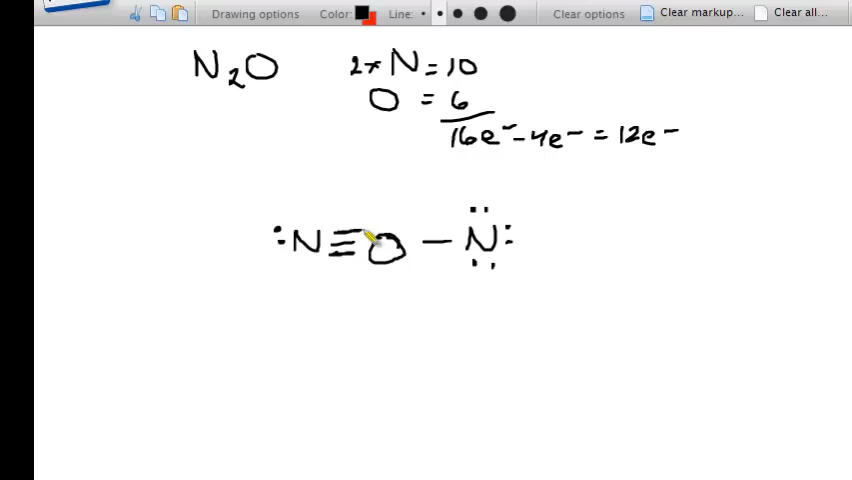 Drawing options Color: Line: Clear options Clear markup... Clear all...
N₂O 2* N = 10
O = 6
16e⁻ - 4e⁻ = 12e⁻
:N≡O-N: